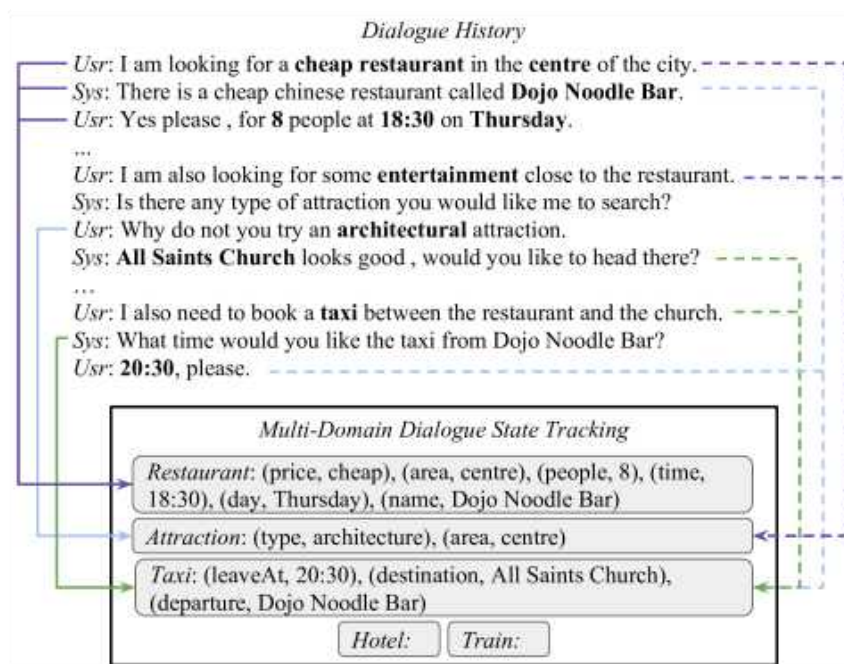 Dialogue History
Usr: I am looking for a cheap restaurant in the centre of the city.
Sys: There is a cheap chinese restaurant called Dojo Noodle Bar.
Usr: Yes please , for 8 people at 18:30 on Thursday.
...
Usr: I am also looking for some entertainment close to the restaurant.
Sys: Is there any type of attraction you would like me to search?
Usr: Why do not you try an architectural attraction.
Sys: All Saints Church looks good , would you like to head there?
...
Usr: I also need to book a taxi between the restaurant and the church.
Sys: What time would you like the taxi from Dojo Noodle Bar?
Usr: 20:30, please.
Multi-Domain Dialogue State Tracking
Restaurant: (price, cheap), (area, centre), (people, 8), (time,
18:30), (day, Thursday), (name, Dojo Noodle Bar)
Attraction: (type, architecture), (area, centre)
Taxi: (leaveAt, 20:30), (destination, All Saints Church),
(departure, Dojo Noodle Bar)
Hotel: Train: